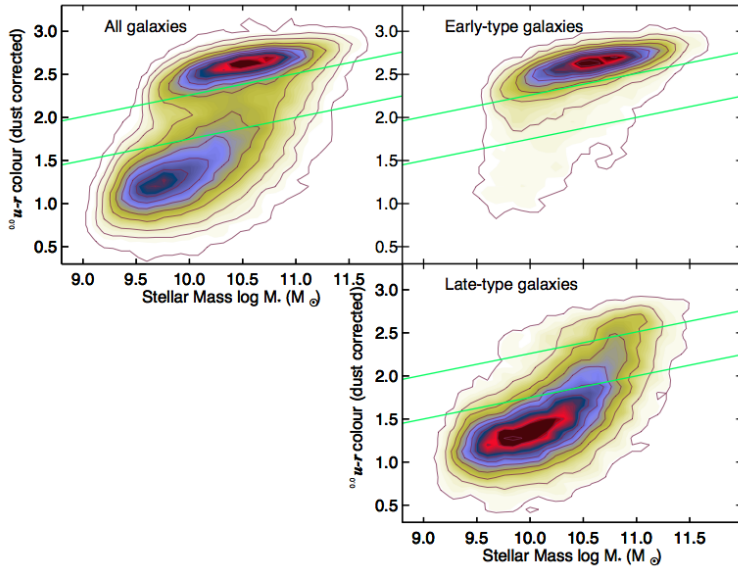 All galaxies
Early-type galaxies
3.0
2.5
2.0
1.5
1.0
0.5
0.0 u-r colour (dust corrected)
3.0
2.5
2.0
1.5
1.0
0.5
9.0 9.5 10.0 10.5 11.0 11.5
Stellar Mass log M* (M⊙)
Late-type galaxies
3.0
2.5
2.0
1.5
1.0
0.5
0.0 u-r colour (dust corrected)
9.0 9.5 10.0 10.5 11.0 11.5
Stellar Mass log M* (M⊙)